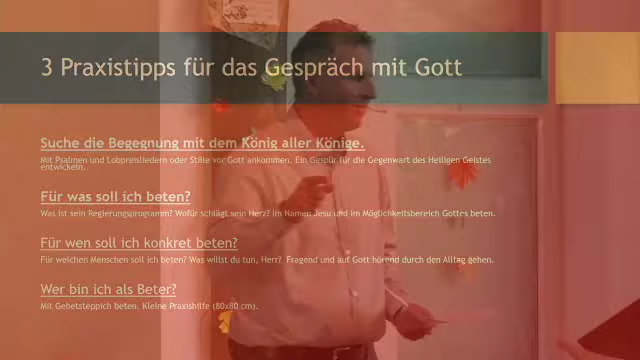 3 Praxistipps für das Gespräch mit Gott
Suche die Begegnung mit dem König aller Könige.
Mit Psalmen und Lobpreisliedern oder Stille vor Gott ankommen. Ein Gespür für die Gegenwart des Heiligen Geistes
entwickeln.
Für was soll ich beten?
Was ist sein Regierungsprogramm? Wofür schlägt sein Herz? Im Namen Jesu und im Möglichkeitsbereich Gottes beten.
Für wen soll ich konkret beten?
Für welchen Menschen soll ich beten? Was willst du tun, Herr? Fragend und auf Gott hörend durch den Alltag gehen.
Wer bin ich als Beter?
Mit Gebetsteppich beten. Kleine Praxishilfe (80x80 cm).